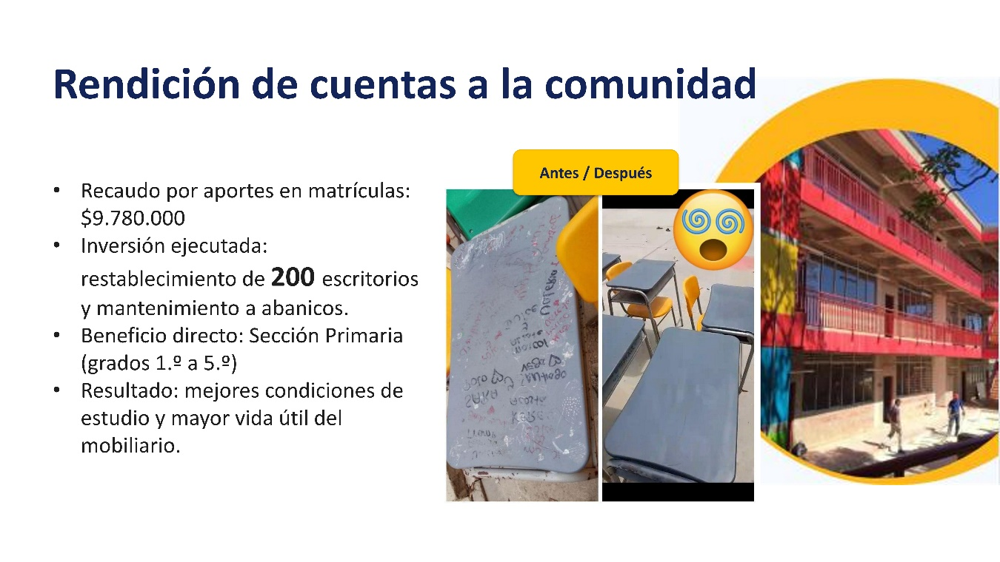 Rendición de cuentas a la comunidad
Antes / Después
• Recaudo por aportes en matrículas:
$9.780.000
• Inversión ejecutada:
restablecimiento de 200 escritorios
y mantenimiento a abanicos.
• Beneficio directo: Sección Primaria
(grados 1.º a 5.º)
• Resultado: mejores condiciones de
estudio y mayor vida útil del
mobiliario.